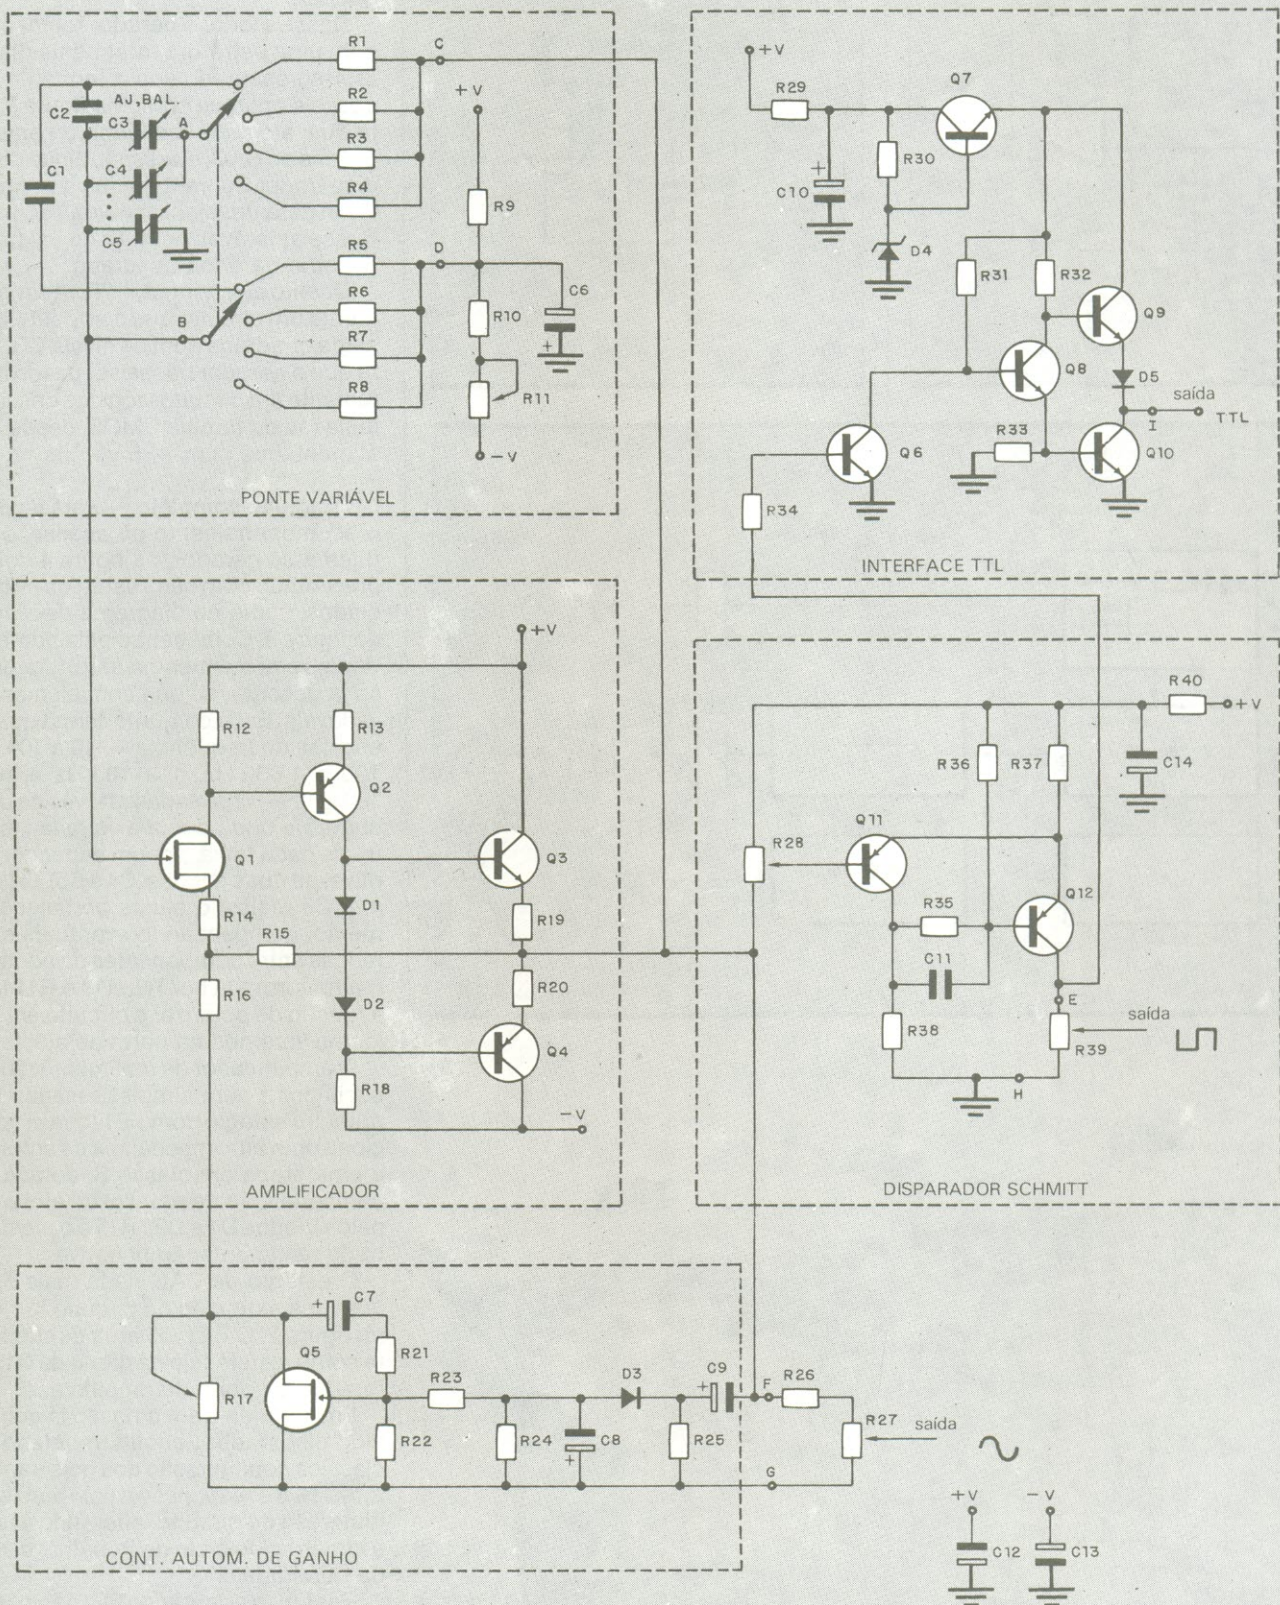 R1
C
R2
R3
R4
C2
AJ,BAL.
C3
A
C1
C4
C5
+V
R9
R5
D
R6
R7
R8
B
C6
R10
R11
-V
PONTE VARIÁVEL
+V
R29
Q7
R30
C10
+
D4
R31
R32
Q9
Q8
D5
saída
I
TTL
R33
Q6
Q10
R34
INTERFACE TTL
+V
R12
R13
Q2
Q1
Q3
D1
R14
R19
R15
R16
R20
D2
Q4
R18
-V
AMPLIFICADOR
R40
+V
R36
R37
C14
Q11
R28
Q12
R35
C11
E
saída
R38
R39
H
DISPARADOR SCHMITT
+
C7
Q5
R21
D3
C9
+
F
R26
R23
R17
R27
saída
R22
R24
C8
+
R25
G
+V
-V
C12
C13
CONT. AUTOM. DE GANHO
+